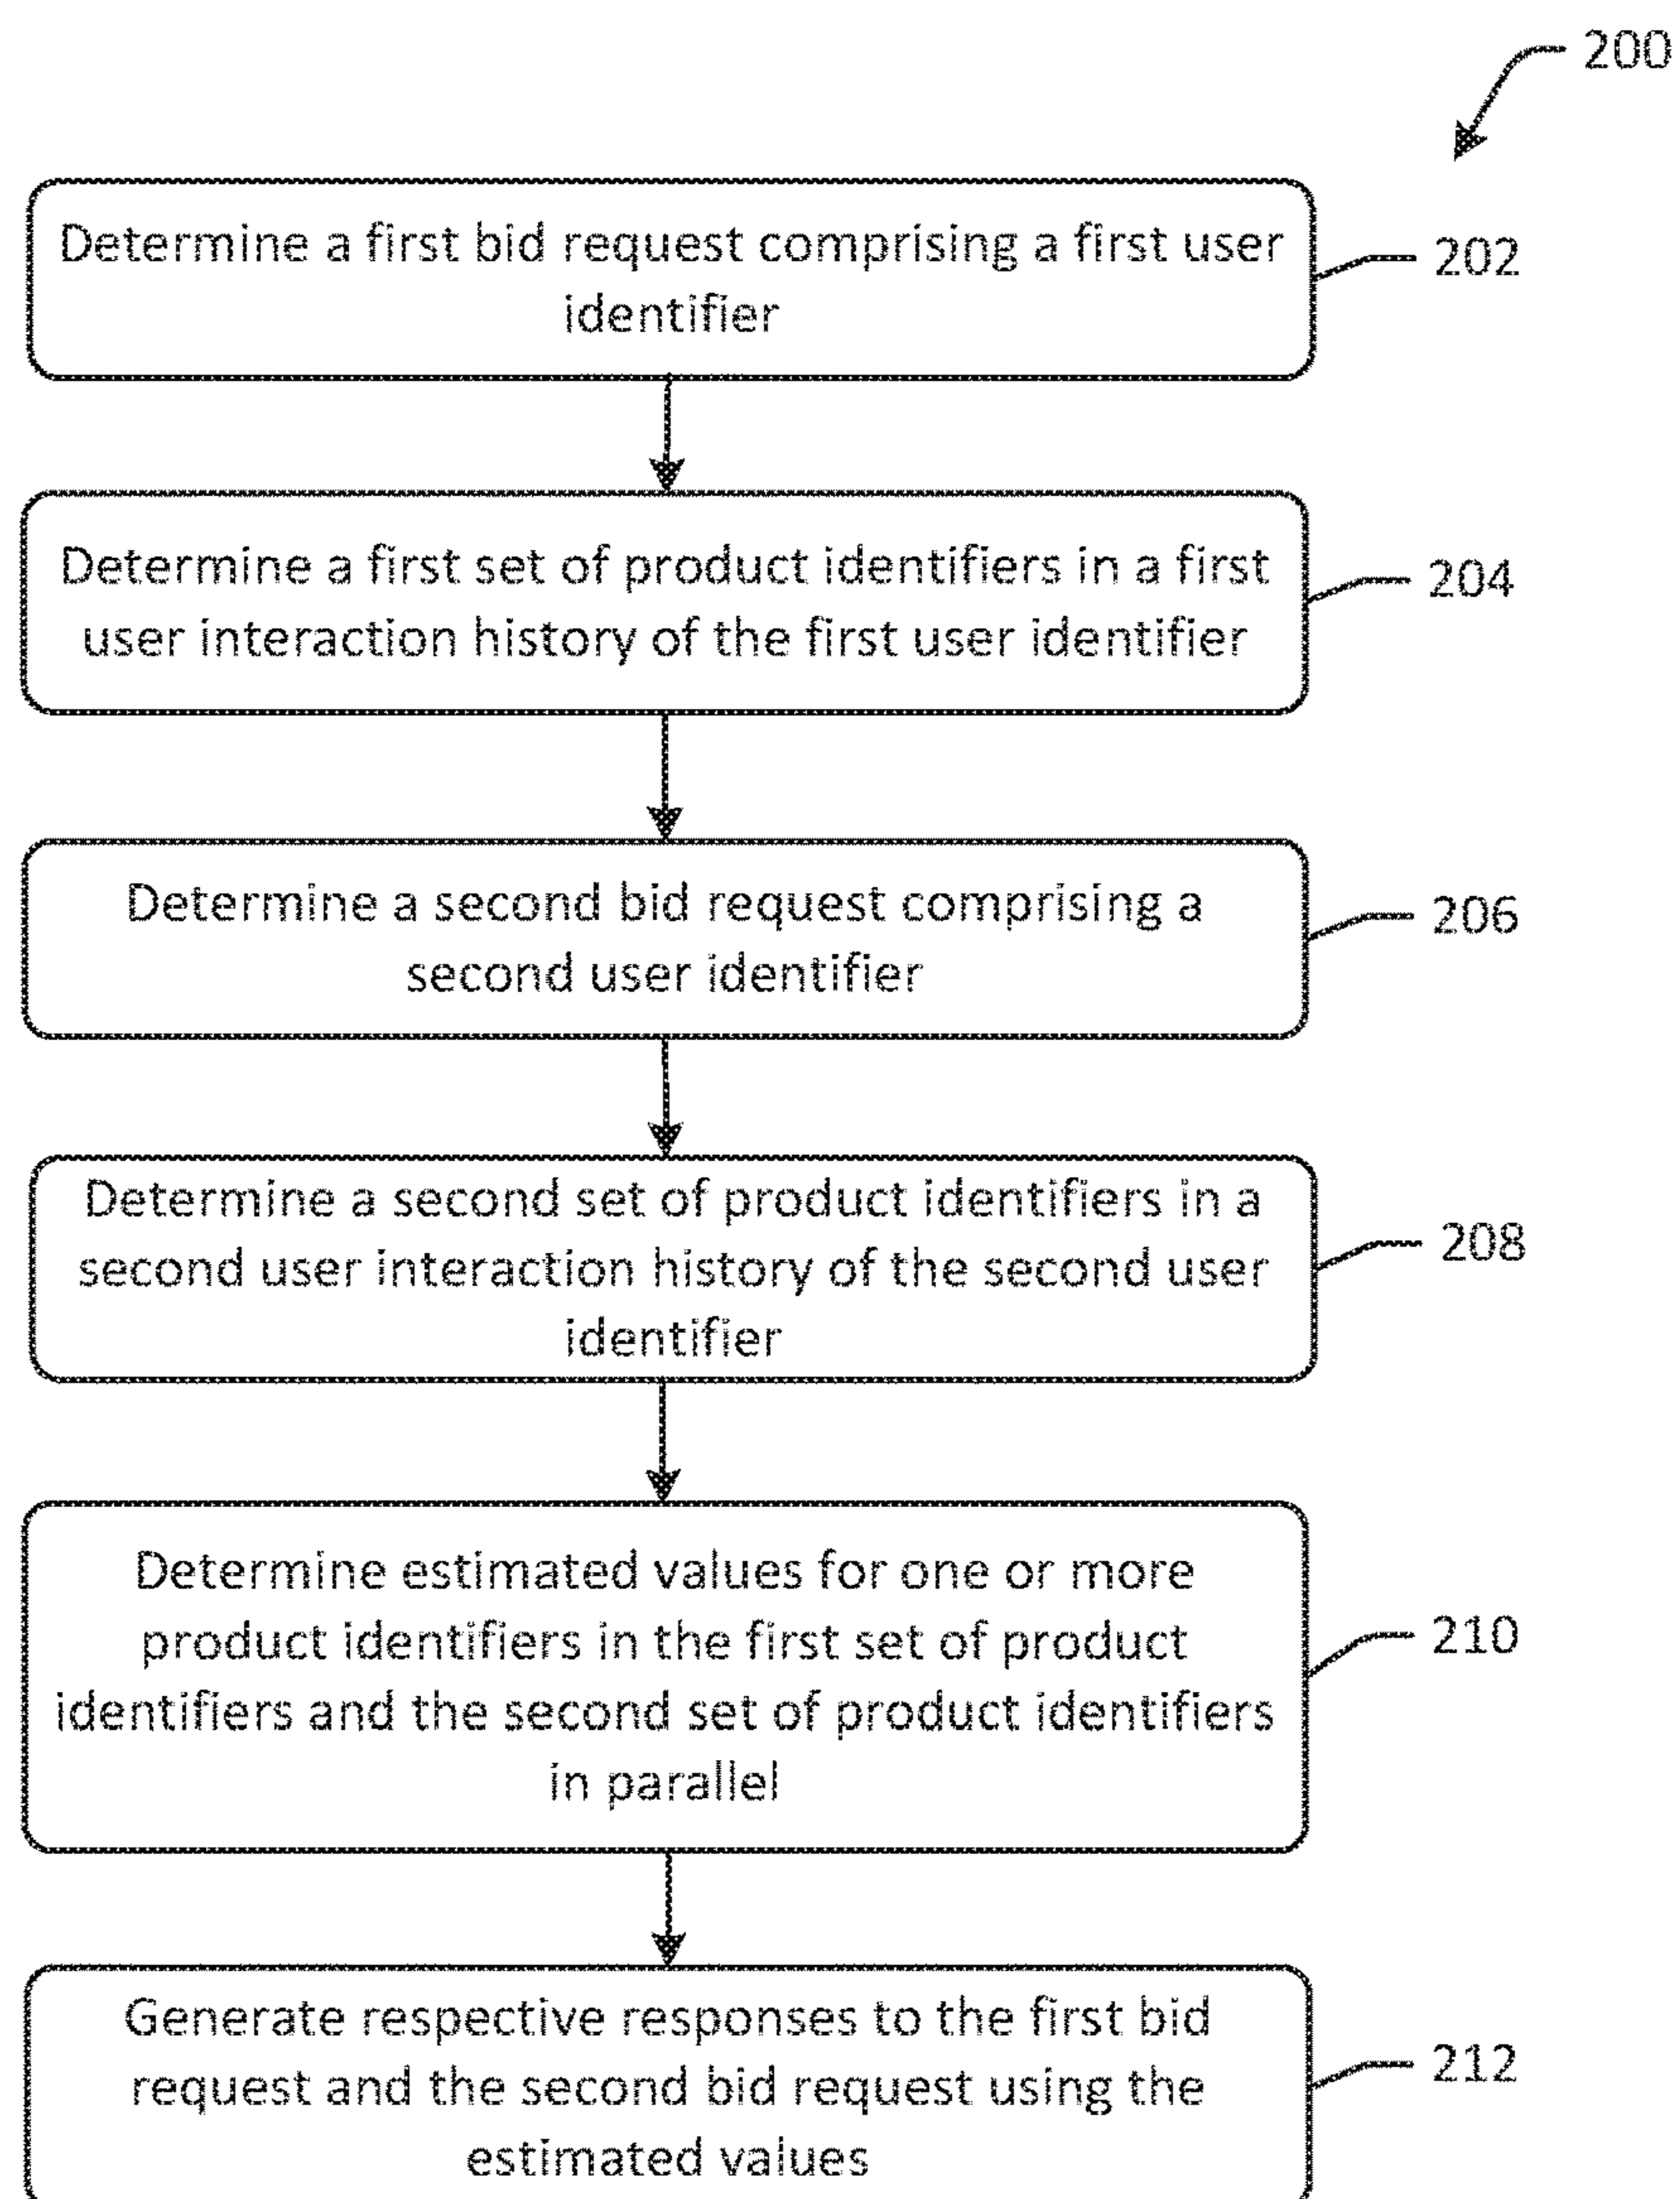 200
Determine a first bid request comprising a first user
identifier
202
Determine a first set of product identifiers in a first
user interaction history of the first user identifier
204
Determine a second bid request comprising a
second user identifier
206
Determine a second set of product identifiers in a
second user interaction history of the second user
identifier
208
Determine estimated values for one or more
product identifiers in the first set of product
identifiers and the second set of product identifiers
in parallel
210
Generate respective responses to the first bid
request and the second bid request using the
estimated values
212